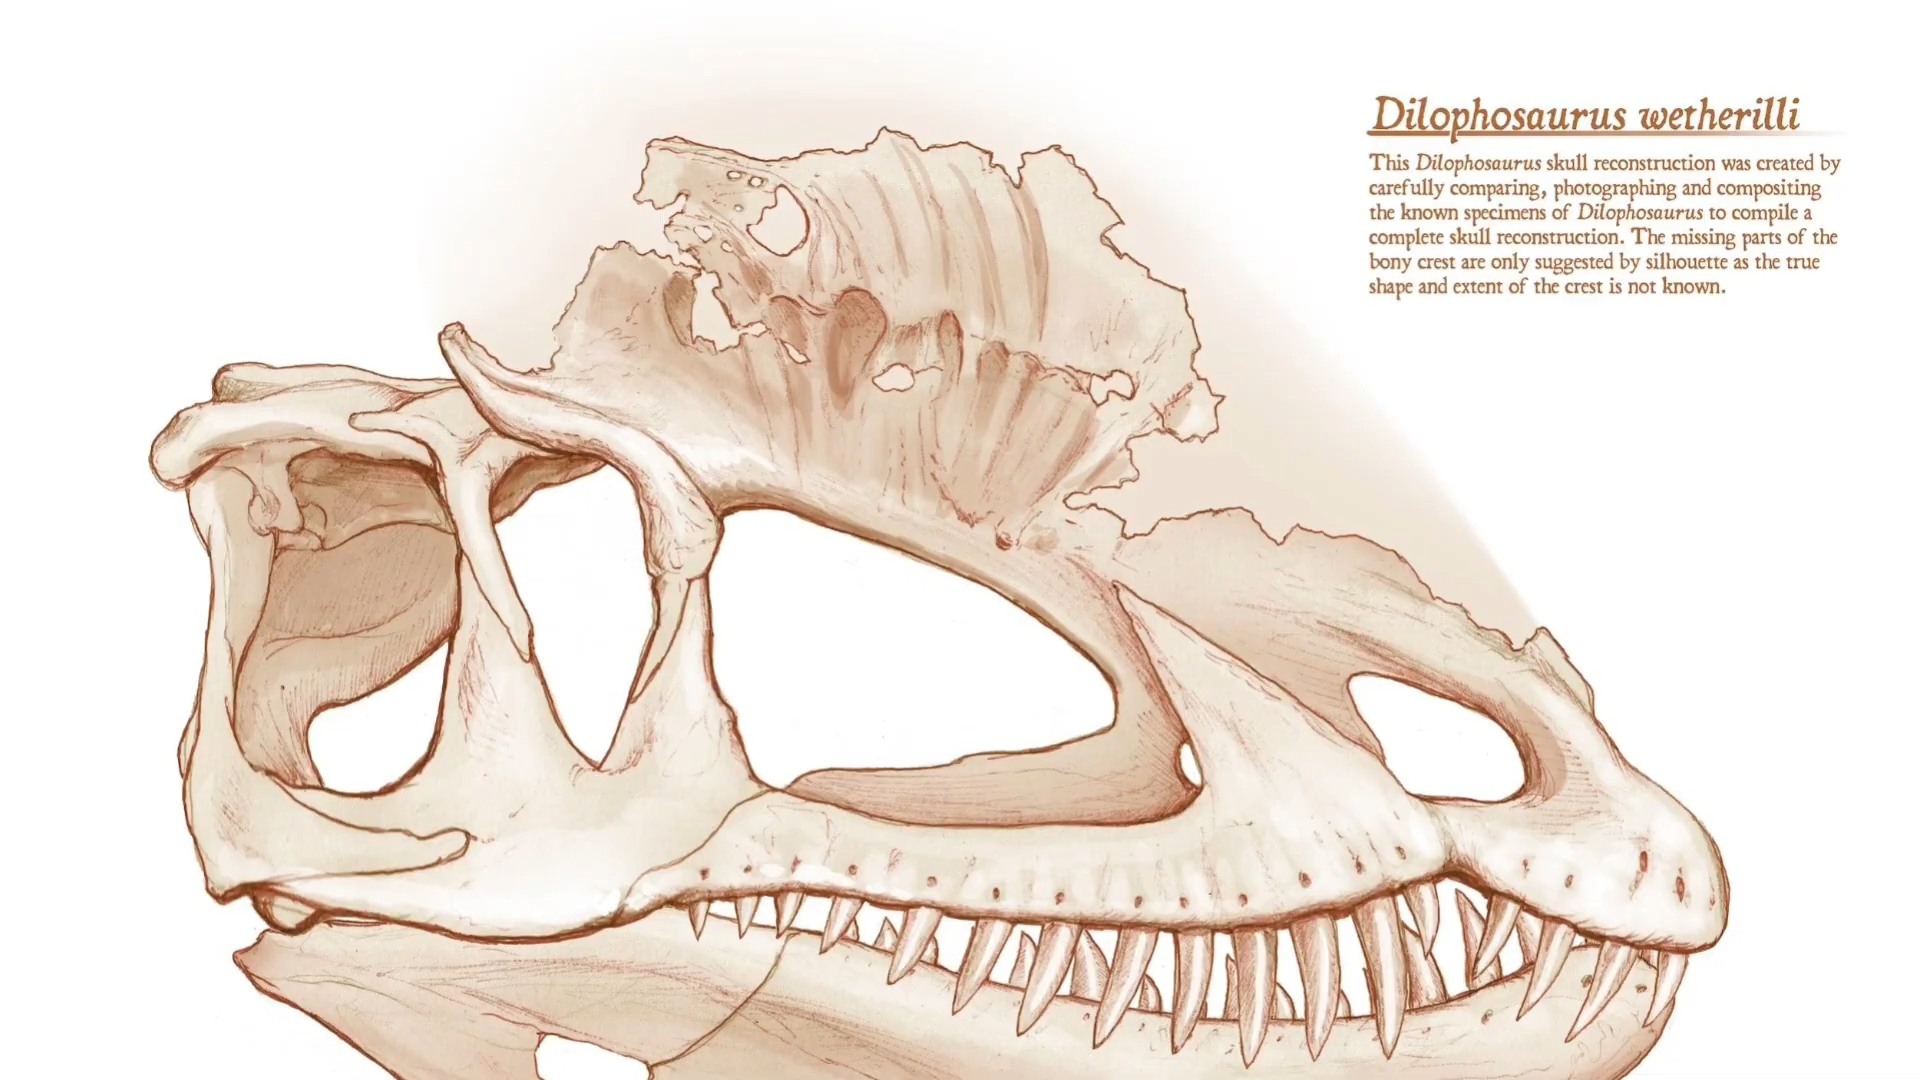 Dilophosaurus wetherilli
This Dilophosaurus skull reconstruction was created by
carefully comparing, photographing and compositing
the known specimens of Dilophosaurus to compile a
complete skull reconstruction. The missing parts of the
bony crest are only suggested by silhouette as the true
shape and extent of the crest is not known.